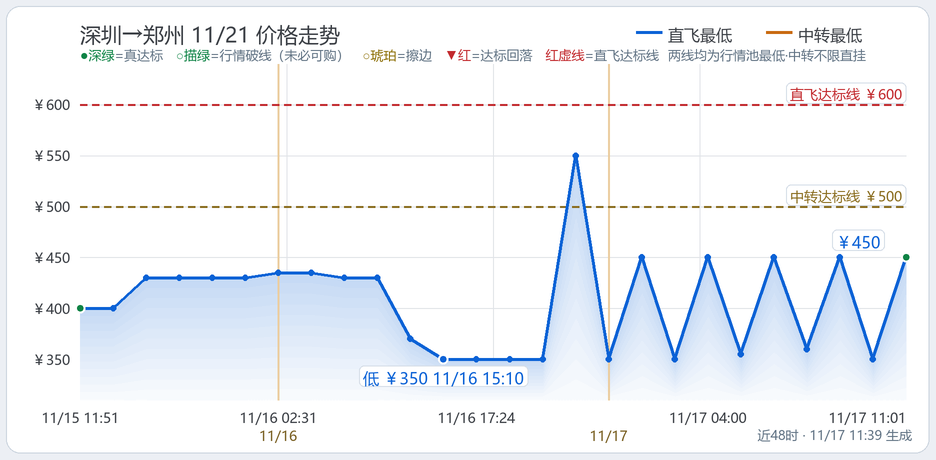 深圳→郑州 11/21 价格走势
直飞最低 中转最低
●深绿=真达标 ○描绿=行情破线（未必可购） ○琥珀=擦边 ▼红=达标回落 红虚线=直飞达标线 两线均为行情池最低·中转不限直挂
¥600
直飞达标线 ¥600
¥550
¥500
中转达标线 ¥500
¥450
¥450
¥400
¥350
低 ¥350 11/16 15:10
11/15 11:51 11/16 02:31 11/16 17:24 11/17 04:00 11/17 11:01
11/16 11/17
近48时 · 11/17 11:39 生成